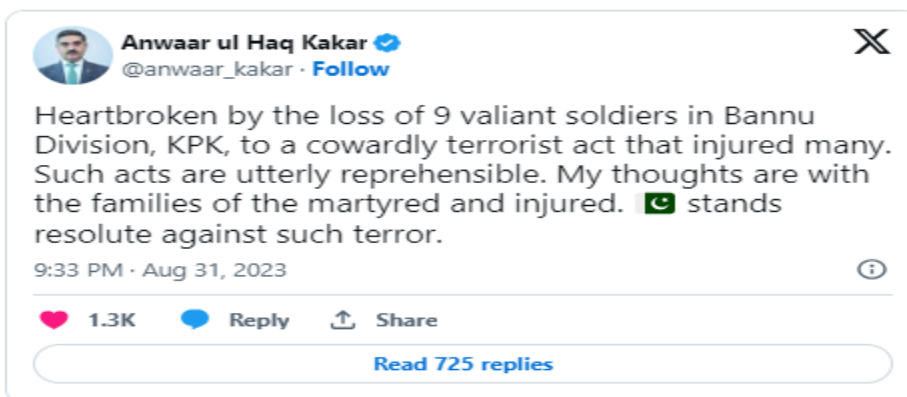 Anwaar ul Haq Kakar
@anwaar_kakar · Follow
Heartbroken by the loss of 9 valiant soldiers in Bannu
Division, KPK, to a cowardly terrorist act that injured many.
Such acts are utterly reprehensible. My thoughts are with
the families of the martyred and injured. 🇵🇰 stands
resolute against such terror.
9:33 PM · Aug 31, 2023
1.3K Reply Share
Read 725 replies